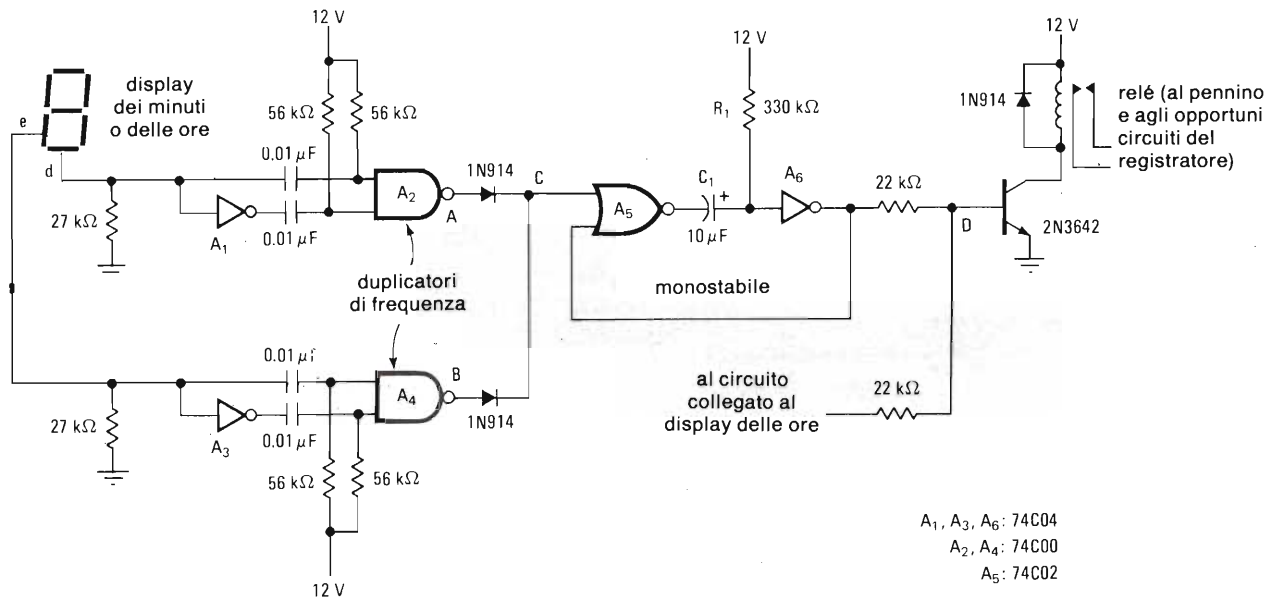 12 V
display
dei minuti
o delle ore
e
d
56 kΩ
56 kΩ
0.01 µF
0.01 µF
27 kΩ
A1
A2
A
1N914
C
duplicatori
di frequenza
0.01 µf
0.01 µF
27 kΩ
A3
A4
B
1N914
56 kΩ
56 kΩ
12 V
A5
C1
+
10 µF
12 V
R1
330 kΩ
A6
monostabile
22 kΩ
D
al circuito
collegato al
display delle ore
22 kΩ
12 V
1N914
relé (al pennino
e agli opportuni
circuiti del
registratore)
2N3642
A1, A3, A6: 74C04
A2, A4: 74C00
A5: 74C02